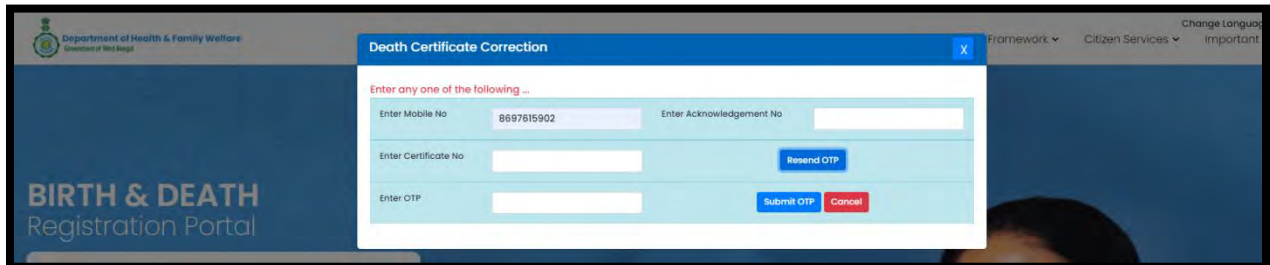 Change Languag
Department of Health & Family Welfare
Government of West Bengal
Framework
Citizen Services
Important
Death Certificate Correction
X
Enter any one of the following ...
Enter Mobile No
8697615902
Enter Acknowledgement No
Enter Certificate No
Resend OTP
Enter OTP
Submit OTP
Cancel
BIRTH & DEATH
Registration Portal